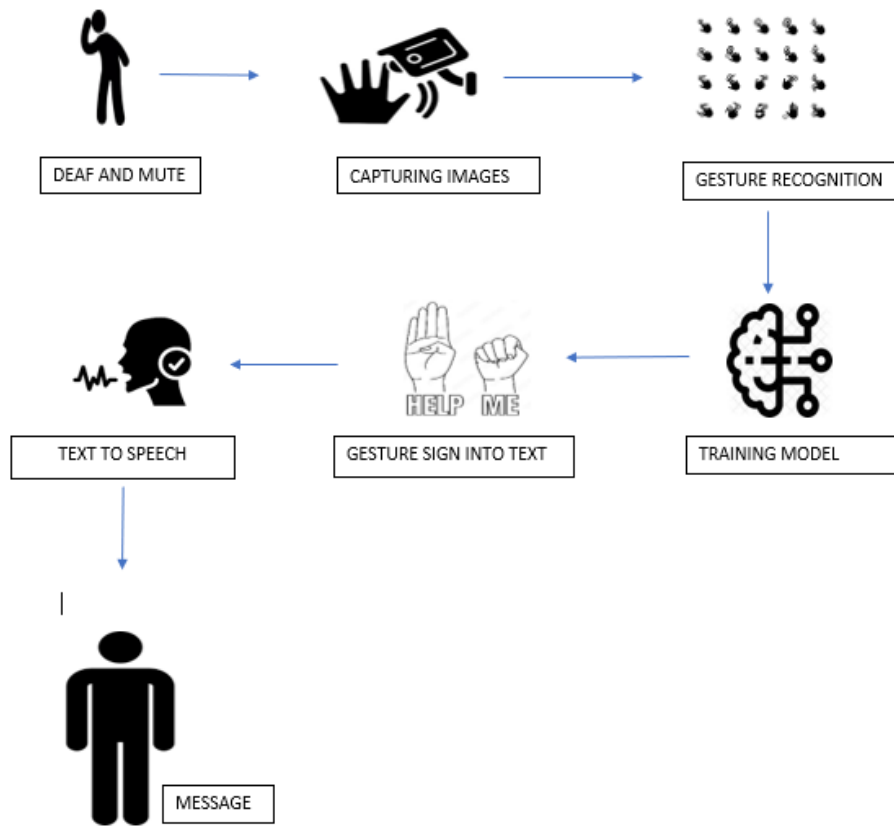 DEAF AND MUTE
CAPTURING IMAGES
GESTURE RECOGNITION
HELP ME
TEXT TO SPEECH
GESTURE SIGN INTO TEXT
TRAINING MODEL
MESSAGE